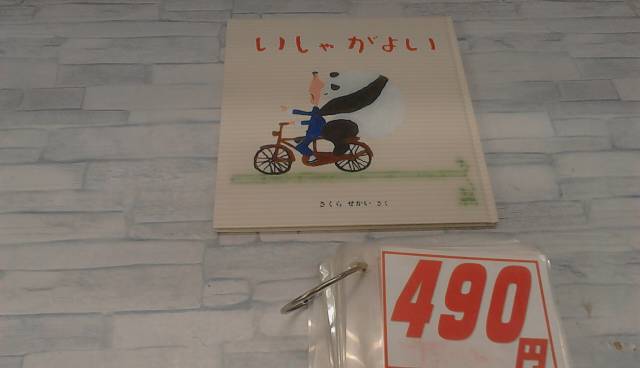 いしゃがよい
さくら せかい さく
490
円